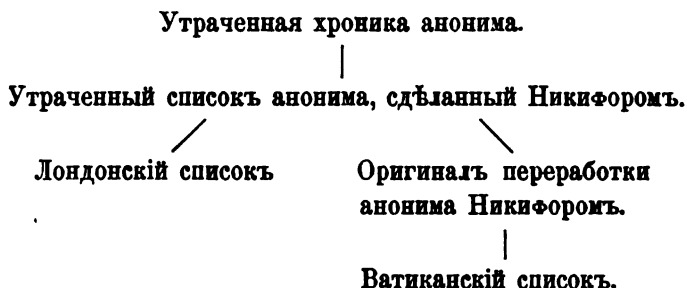 Утраченная хроника анонима.
Утраченный списокъ анонима, сдѣланный Никифоромъ.
Лондонскій списокъ
Оригиналъ переработки
анонима Никифоромъ.
Ватиканскій списокъ.